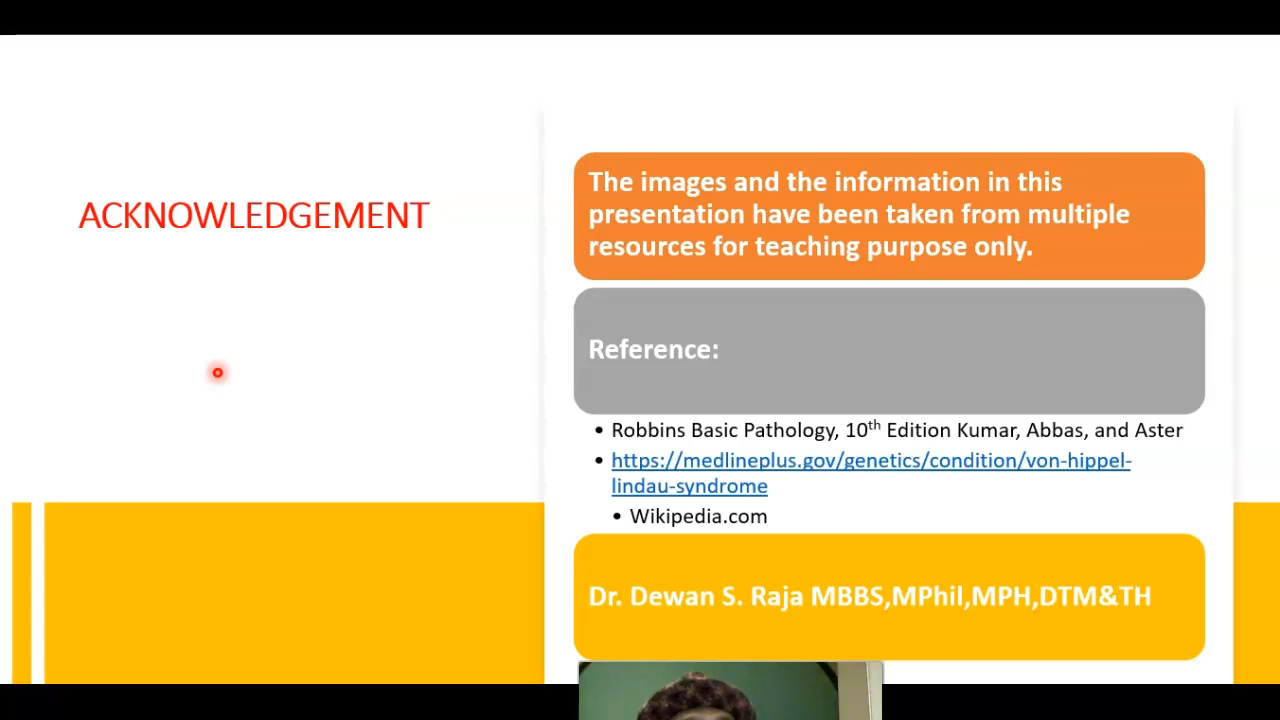 ACKNOWLEDGEMENT
The images and the information in this
presentation have been taken from multiple
resources for teaching purpose only.
Reference:
• Robbins Basic Pathology, 10th Edition Kumar, Abbas, and Aster
• https://medlineplus.gov/genetics/condition/von-hippel-
lindau-syndrome
• Wikipedia.com
Dr. Dewan S. Raja MBBS,MPhil,MPH,DTM&TH